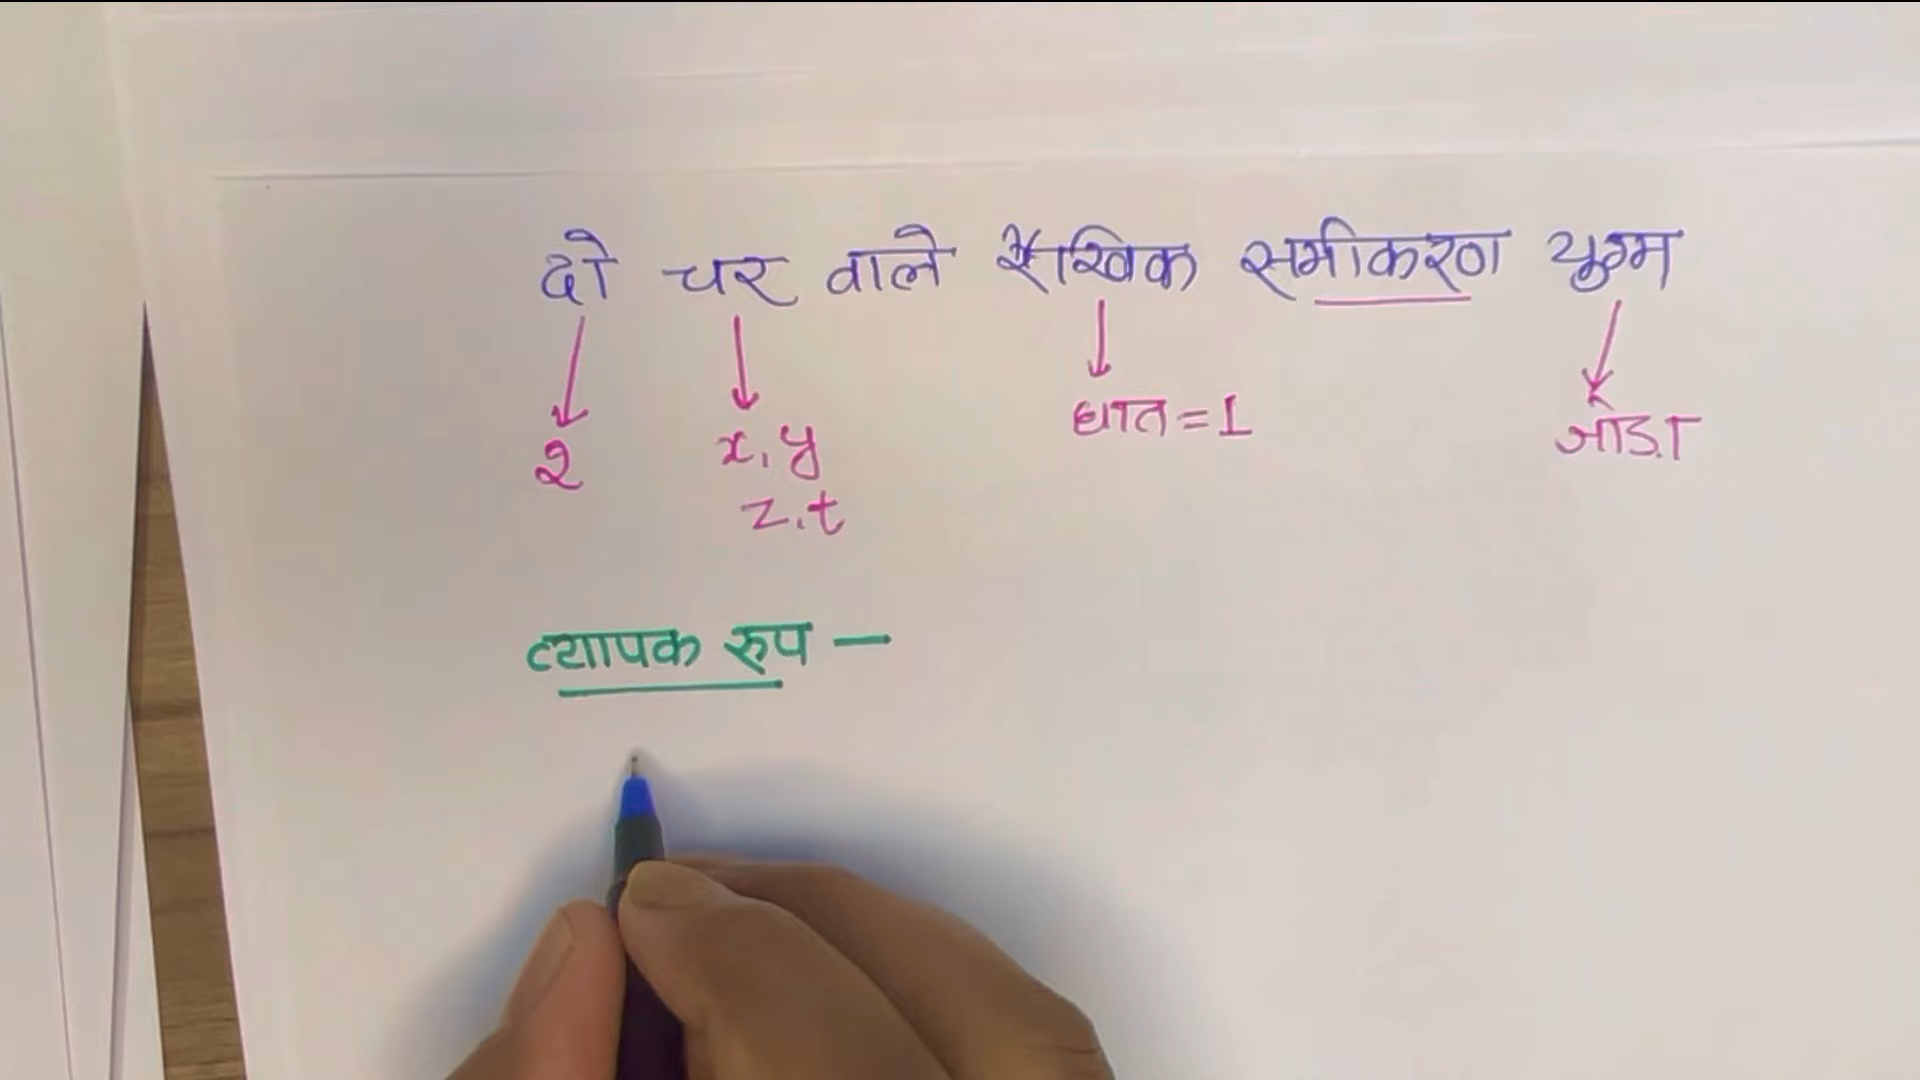 दो चर वाले रैखिक समीकरण युग्म
2 x, y घात = 1 जोड़ा
z, t
व्यापक रुप –